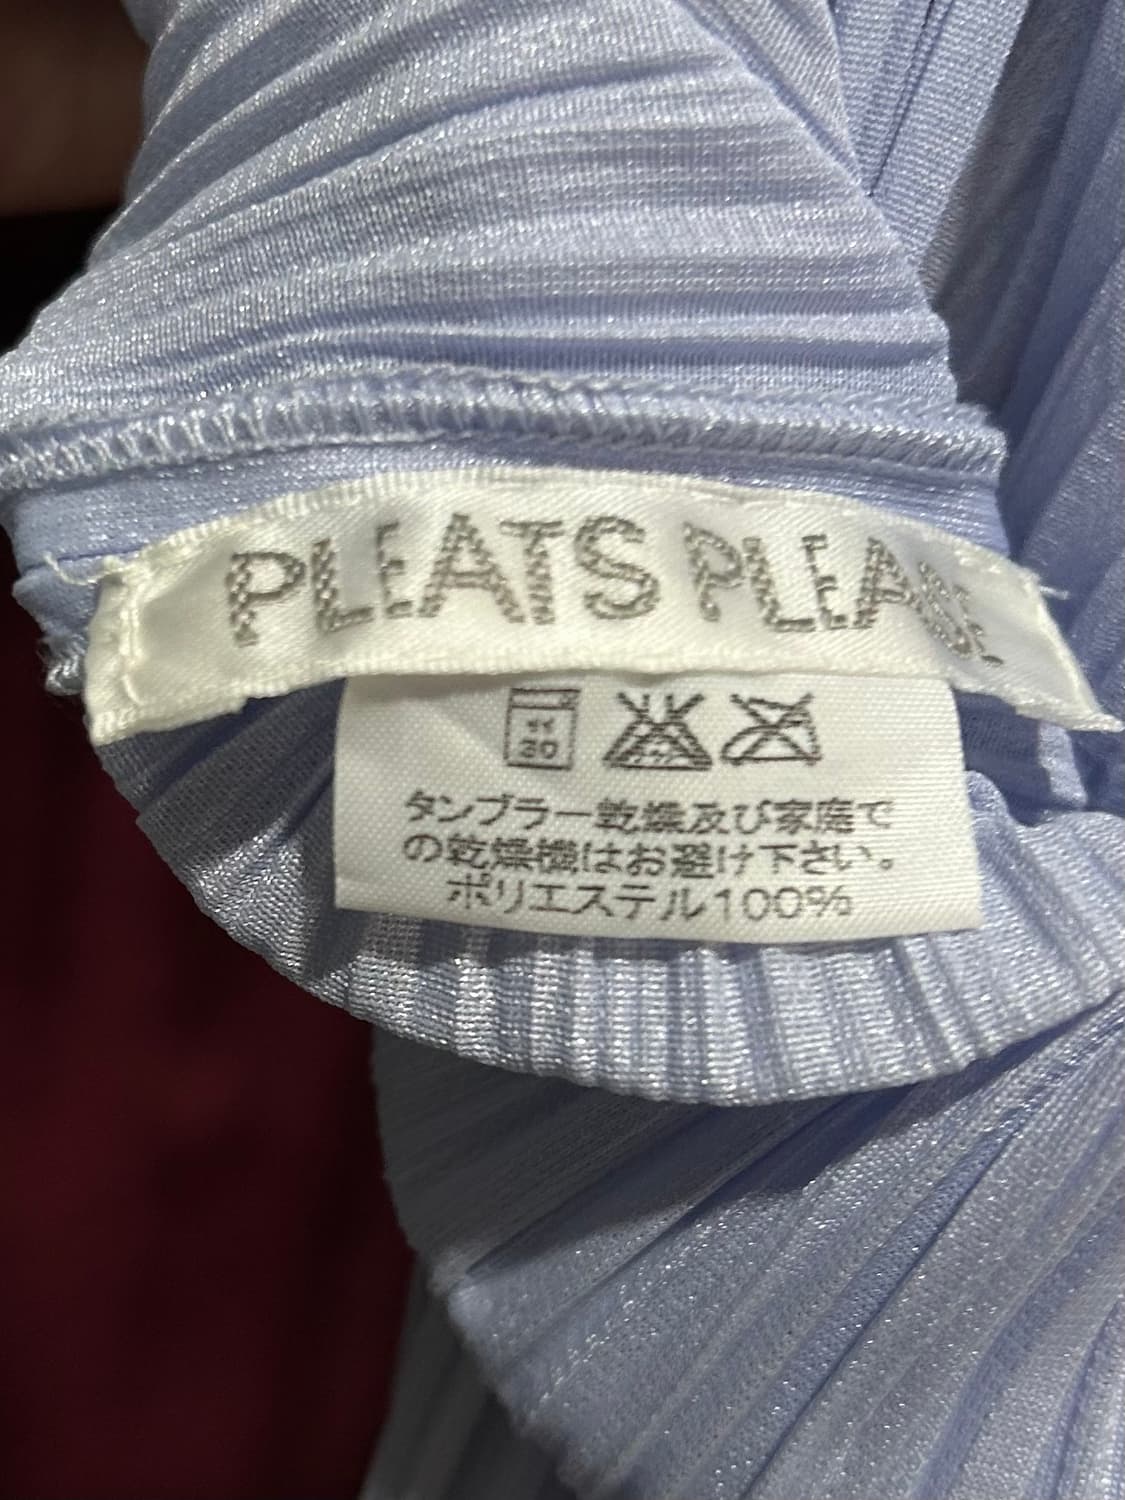 PLEATS PLEASE
30
タンブラー乾燥及び家庭で
の乾燥機はお避け下さい。
ポリエステル100%